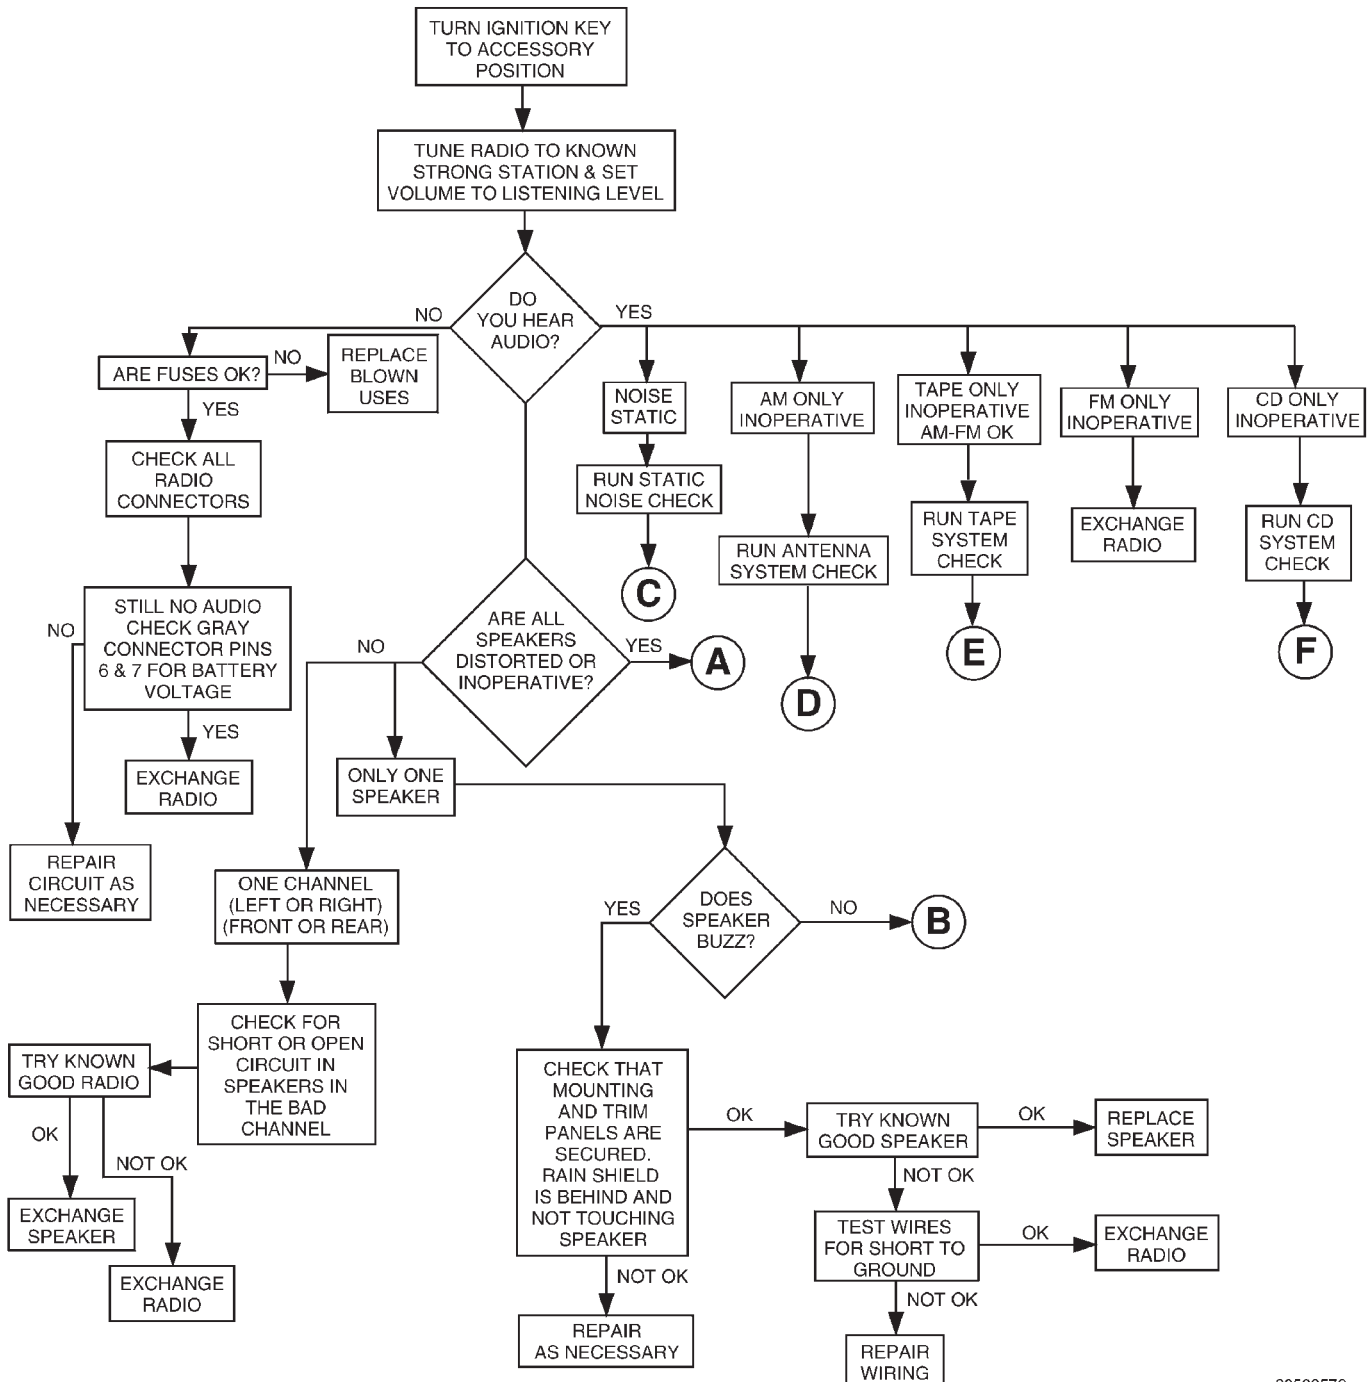 TURN IGNITION KEY
TO ACCESSORY
POSITION
TUNE RADIO TO KNOWN
STRONG STATION & SET
VOLUME TO LISTENING LEVEL
DO
YOU HEAR
AUDIO?
NO
YES
ARE FUSES OK?
NO
REPLACE
BLOWN
USES
YES
CHECK ALL
RADIO
CONNECTORS
STILL NO AUDIO
CHECK GRAY
CONNECTOR PINS
6 & 7 FOR BATTERY
VOLTAGE
NO
YES
EXCHANGE
RADIO
REPAIR
CIRCUIT AS
NECESSARY
NOISE
STATIC
RUN STATIC
NOISE CHECK
C
AM ONLY
INOPERATIVE
RUN ANTENNA
SYSTEM CHECK
D
TAPE ONLY
INOPERATIVE
AM-FM OK
RUN TAPE
SYSTEM
CHECK
E
FM ONLY
INOPERATIVE
EXCHANGE
RADIO
CD ONLY
INOPERATIVE
RUN CD
SYSTEM
CHECK
F
ARE ALL
SPEAKERS
DISTORTED OR
INOPERATIVE?
NO
YES
A
ONLY ONE
SPEAKER
ONE CHANNEL
(LEFT OR RIGHT)
(FRONT OR REAR)
CHECK FOR
SHORT OR OPEN
CIRCUIT IN
SPEAKERS IN
THE BAD
CHANNEL
TRY KNOWN
GOOD RADIO
OK
NOT OK
EXCHANGE
SPEAKER
EXCHANGE
RADIO
DOES
SPEAKER
BUZZ?
YES
NO
B
CHECK THAT
MOUNTING
AND TRIM
PANELS ARE
SECURED.
RAIN SHIELD
IS BEHIND AND
NOT TOUCHING
SPEAKER
OK
NOT OK
REPAIR
AS NECESSARY
TRY KNOWN
GOOD SPEAKER
OK
REPLACE
SPEAKER
NOT OK
TEST WIRES
FOR SHORT TO
GROUND
OK
EXCHANGE
RADIO
NOT OK
REPAIR
WIRING